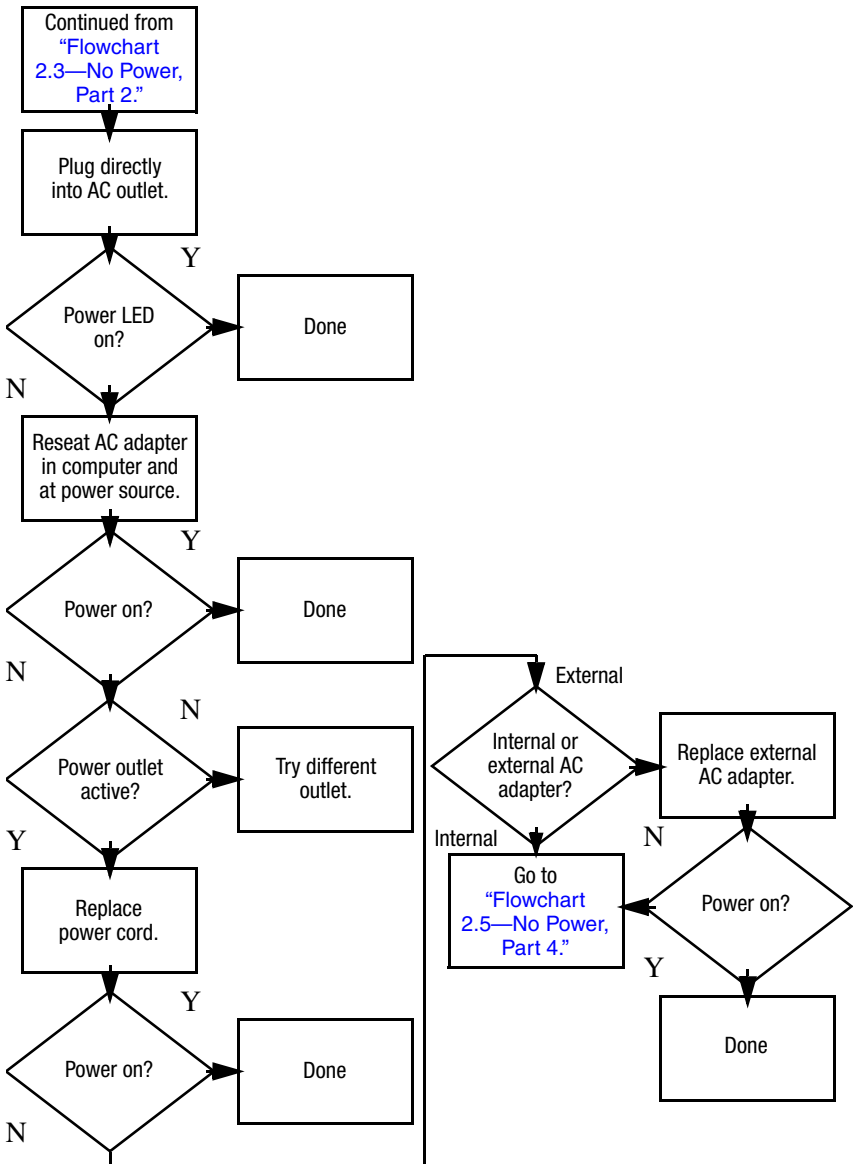 Continued from
“Flowchart
2.3—No Power,
Part 2.”
Plug directly
into AC outlet.
Y
Power LED
on?
Done
N
Reseat AC adapter
in computer and
at power source.
Y
Power on?
Done
N
N
Power outlet
active?
Try different
outlet.
Y
Replace
power cord.
Y
Power on?
Done
N
External
Internal or
external AC
adapter?
Replace external
AC adapter.
Internal
N
Go to
“Flowchart
2.5—No Power,
Part 4.”
Power on?
Y
Done